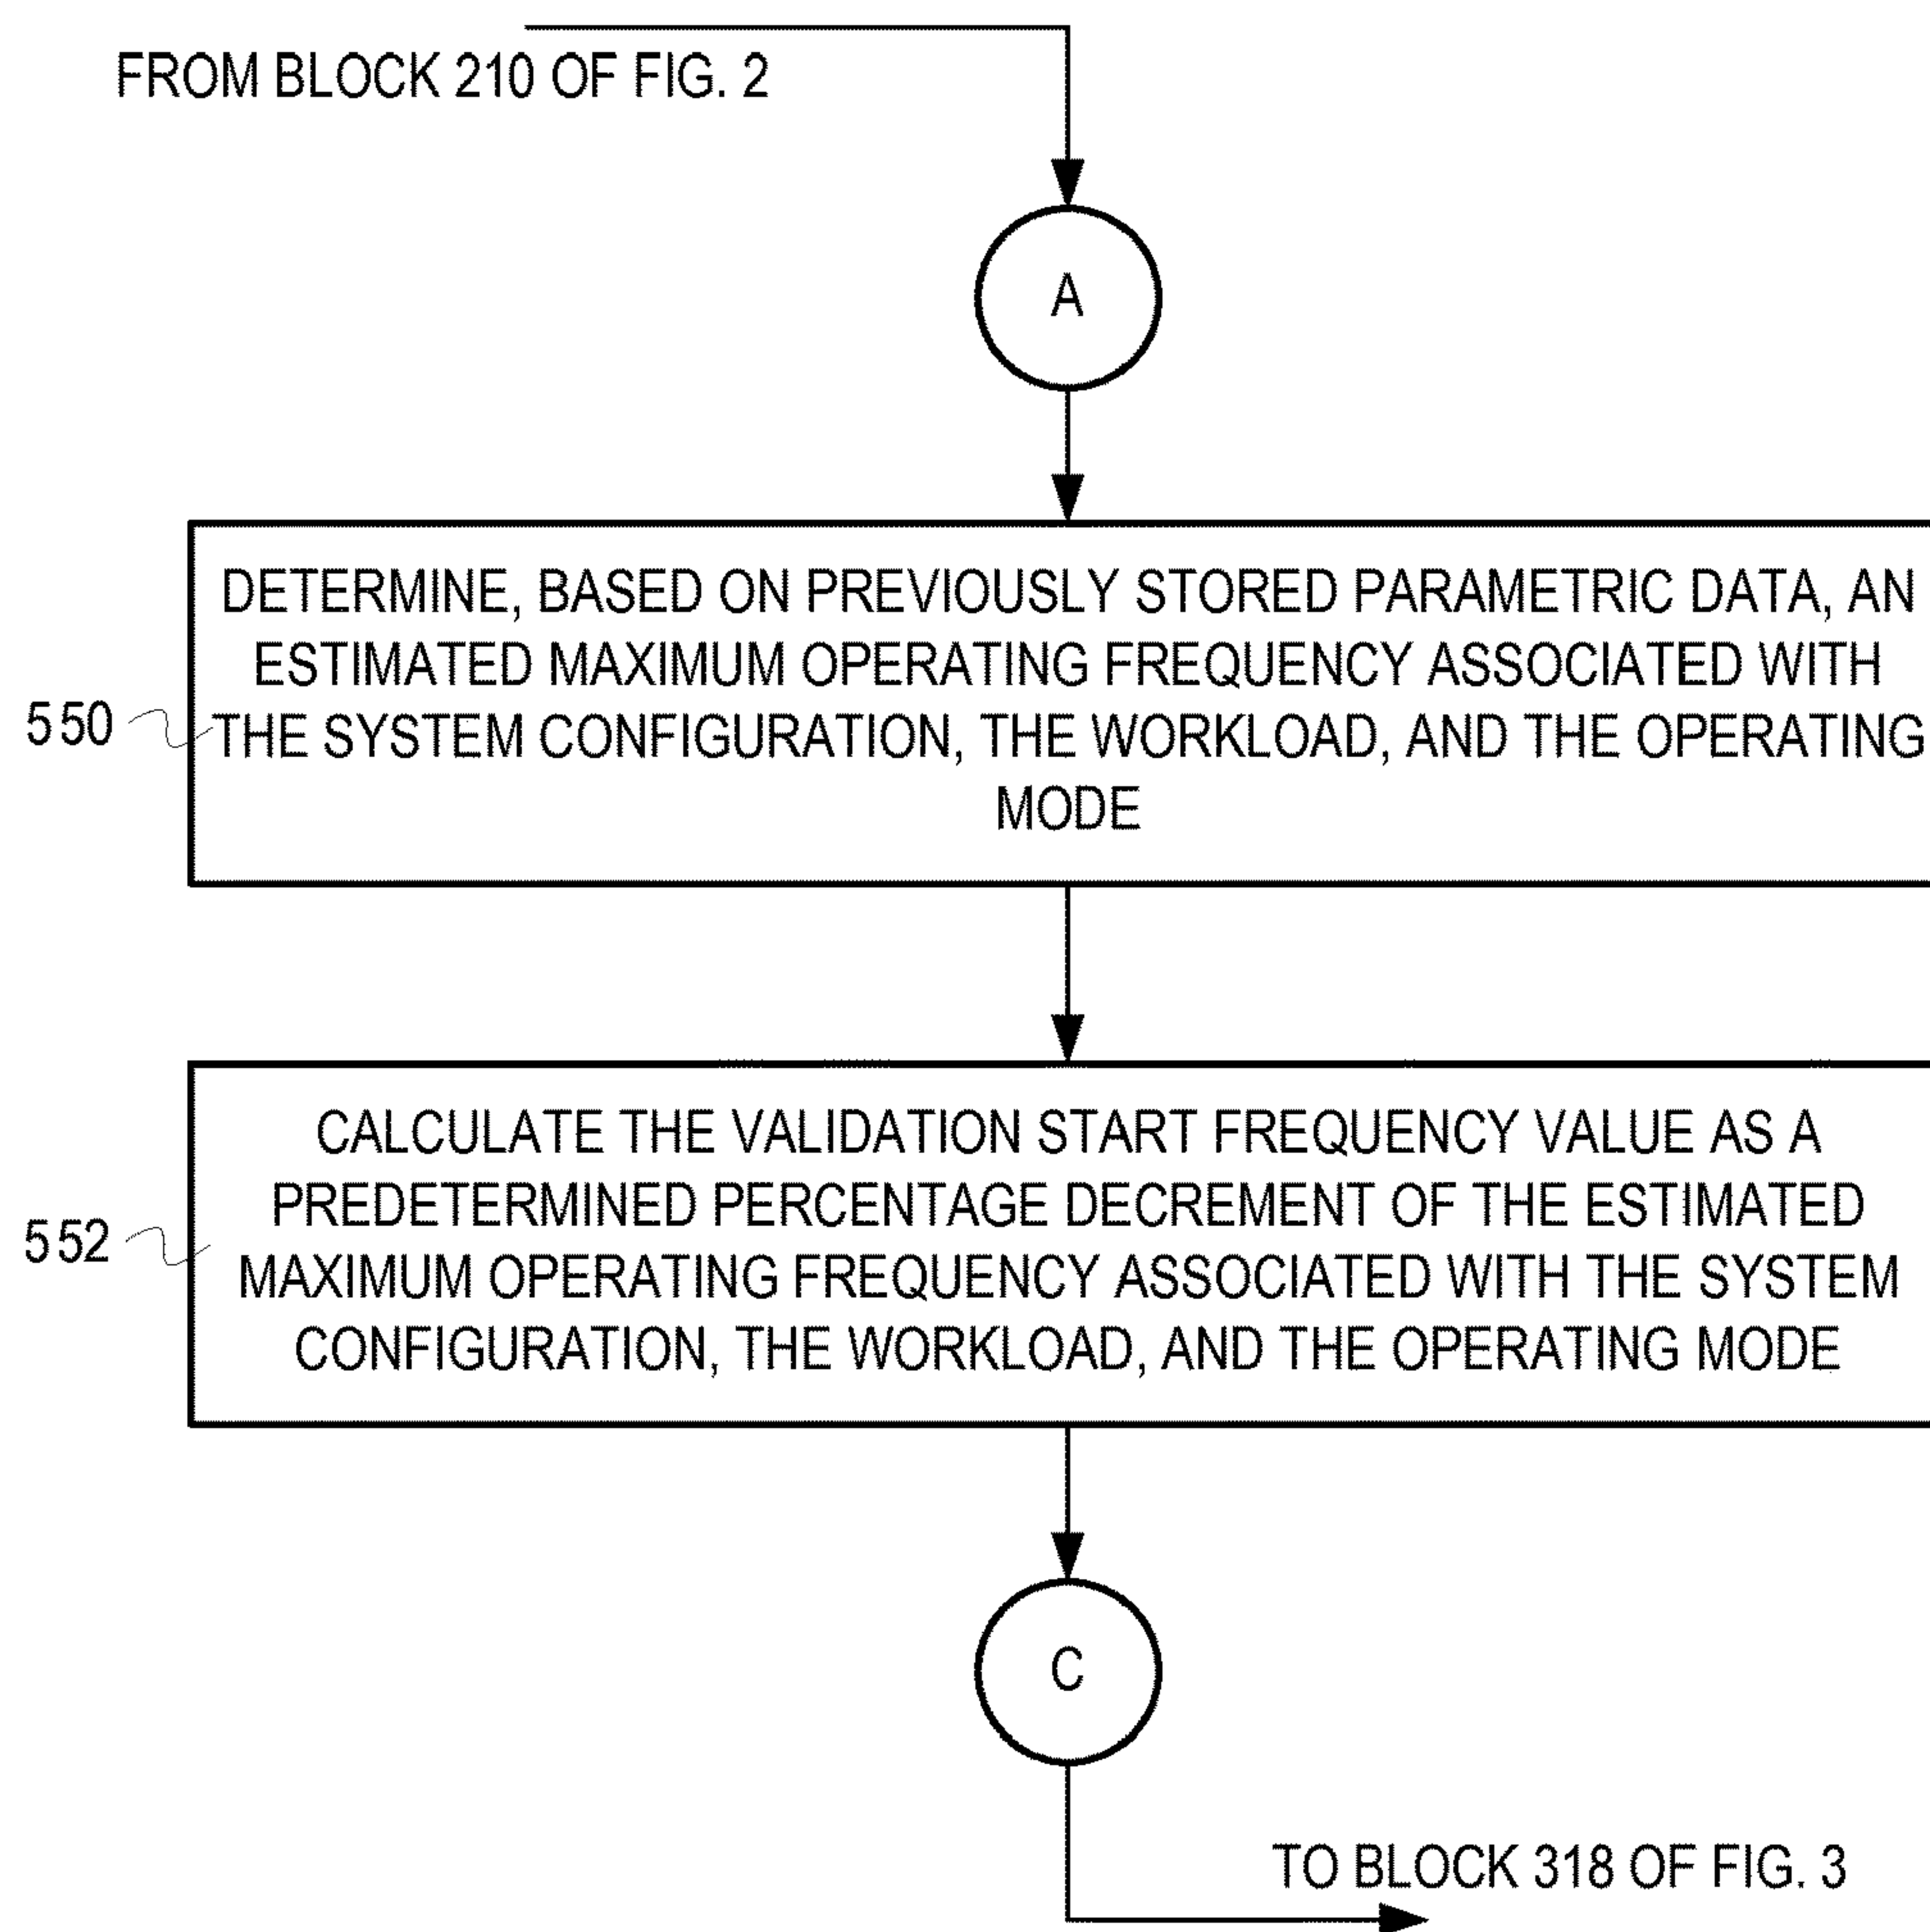 FROM BLOCK 210 OF FIG. 2
A
DETERMINE, BASED ON PREVIOUSLY STORED PARAMETRIC DATA, AN
ESTIMATED MAXIMUM OPERATING FREQUENCY ASSOCIATED WITH
THE SYSTEM CONFIGURATION, THE WORKLOAD, AND THE OPERATING
MODE
550
CALCULATE THE VALIDATION START FREQUENCY VALUE AS A
PREDETERMINED PERCENTAGE DECREMENT OF THE ESTIMATED
MAXIMUM OPERATING FREQUENCY ASSOCIATED WITH THE SYSTEM
CONFIGURATION, THE WORKLOAD, AND THE OPERATING MODE
552
C
TO BLOCK 318 OF FIG. 3